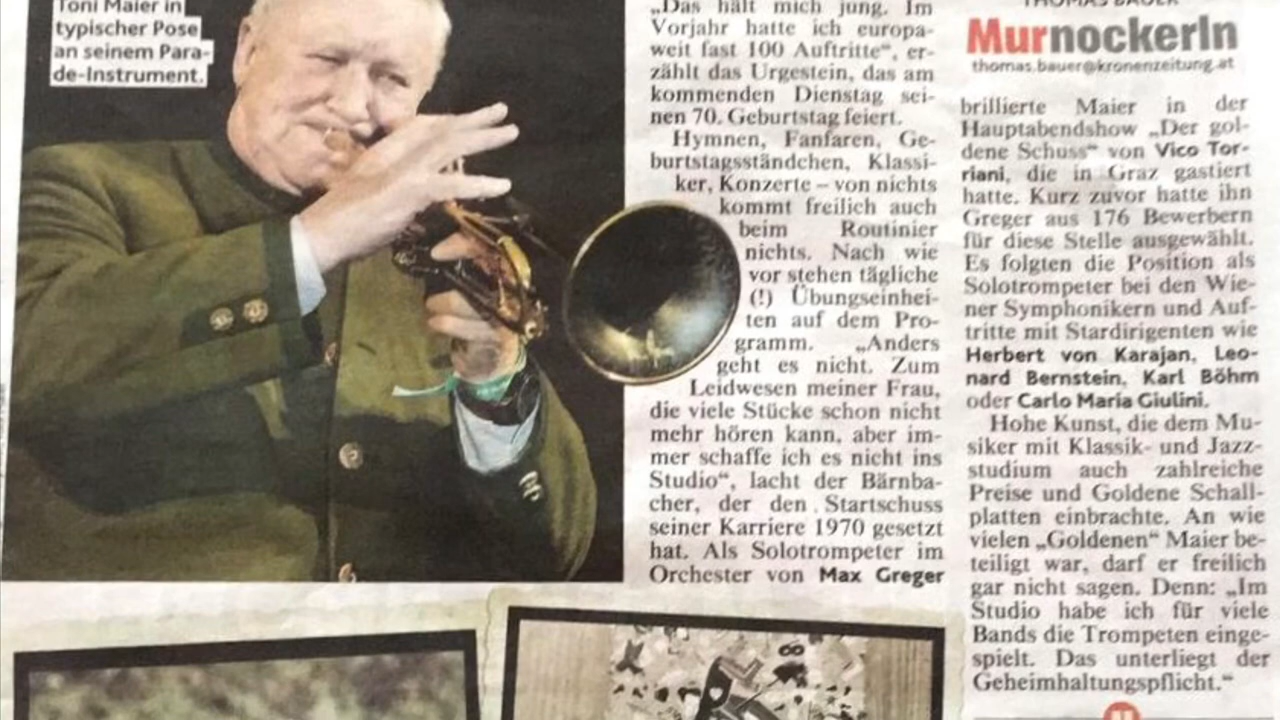 Toni Maier in
typischer Pose
an seinem Para-
de-Instrument.
„Das hält mich jung. Im
Vorjahr hatte ich europa-
weit fast 100 Auftritte“, er-
zählt das Urgestein, das am
kommenden Dienstag sei-
nen 70. Geburtstag feiert.
Hymnen, Fanfaren, Ge-
burtstagsständchen, Klassi-
ker, Konzerte – von nichts
kommt freilich auch
beim Routinier
nichts. Nach wie
vor stehen tägliche
(!) Übungseinhei-
ten auf dem Pro-
gramm. „Anders
geht es nicht. Zum
Leidwesen meiner Frau,
die viele Stücke schon nicht
mehr hören kann, aber im-
mer schaffe ich es nicht ins
Studio“, lacht der Bärnba-
cher, der den Startschuss
seiner Karriere 1970 gesetzt
hat. Als Solotrompeter im
Orchester von Max Greger
THOMAS BAUER
Murnockerln
thomas.bauer@kronenzeitung.at
brillierte Maier in der
Hauptabendshow „Der gol-
dene Schuss“ von Vico Tor-
riani, die in Graz gastiert
hatte. Kurz zuvor hatte ihn
Greger aus 176 Bewerbern
für diese Stelle ausgewählt.
Es folgten die Position als
Solotrompeter bei den Wie-
ner Symphonikern und Auf-
tritte mit Stardirigenten wie
Herbert von Karajan, Leo-
nard Bernstein, Karl Böhm
oder Carlo Maria Giulini.
Hohe Kunst, die dem Mu-
siker mit Klassik- und Jazz-
studium auch zahlreiche
Preise und Goldene Schall-
platten einbrachte. An wie
vielen „Goldenen“ Maier be-
teiligt war, darf er freilich
gar nicht sagen. Denn: „Im
Studio habe ich für viele
Bands die Trompeten einge-
spielt. Das unterliegt der
Geheimhaltungspflicht.“